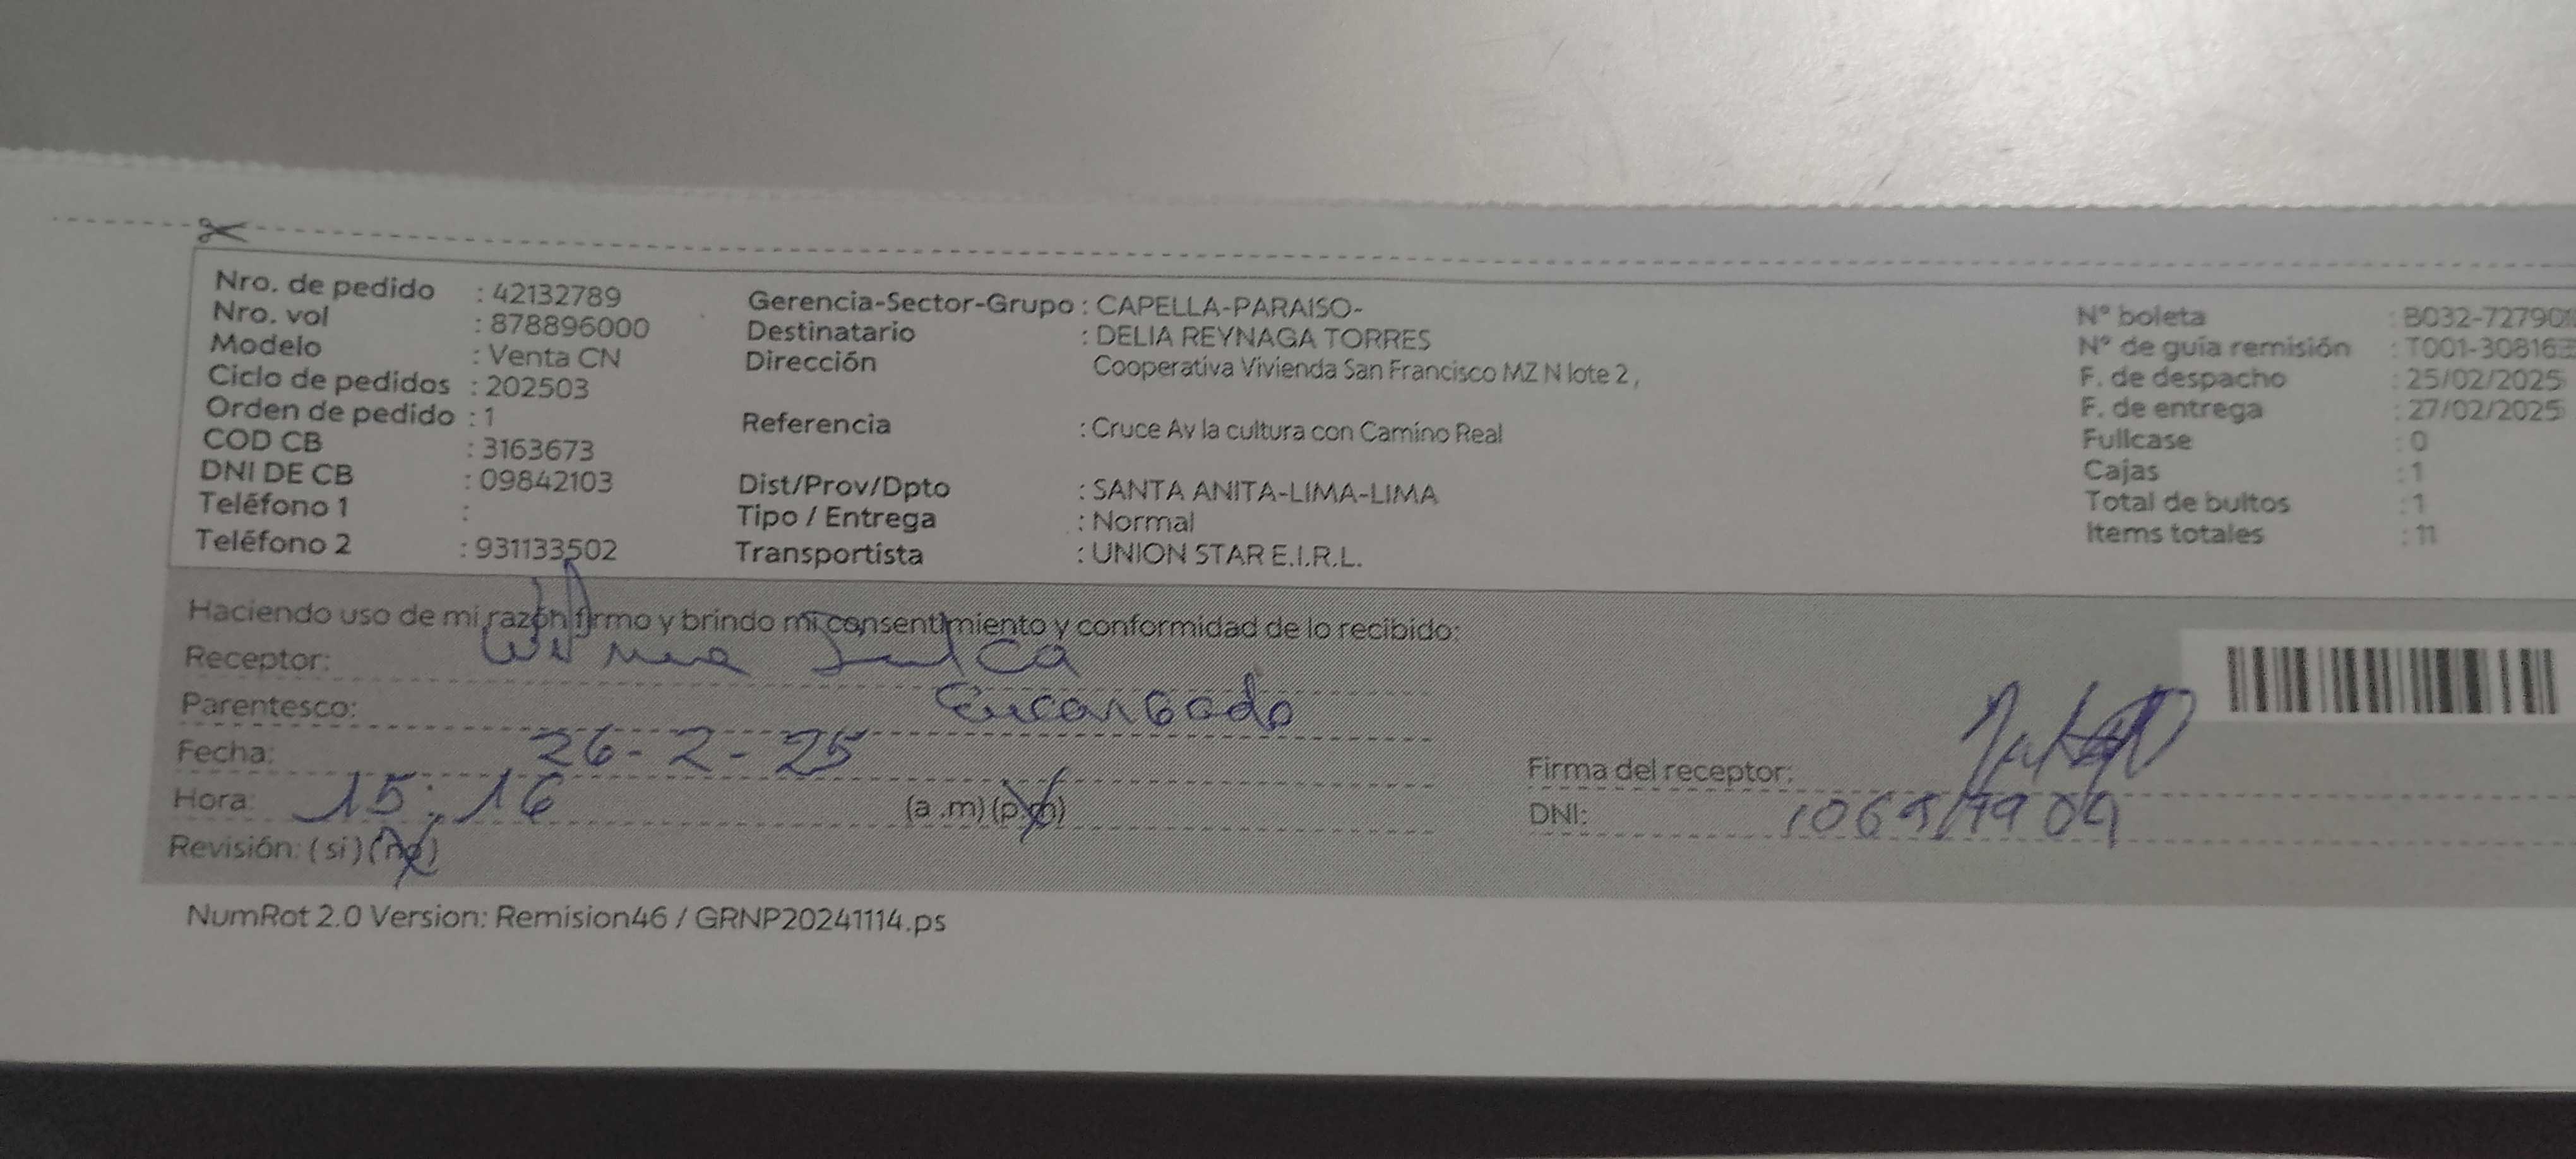 Nro. de pedido : 42132789
Nro. vol : 878896000
Modelo : Venta CN
Ciclo de pedidos : 202503
Orden de pedido : 1
COD CB : 3163673
DNI DE CB : 09842103
Teléfono 1 :
Teléfono 2 : 931133502
Gerencia-Sector-Grupo : CAPELLA-PARAISO-
Destinatario : DELIA REYNAGA TORRES
Dirección Cooperativa Vivienda San Francisco MZ N lote 2,
Referencia : Cruce Av la cultura con Camino Real
Dist/Prov/Dpto : SANTA ANITA-LIMA-LIMA
Tipo / Entrega : Normal
Transportista : UNION STAR E.I.R.L.
N° boleta : B032-72790
N° de guía remisión : T001-30816
F. de despacho : 25/02/2025
F. de entrega : 27/02/2025
Fullcase : 0
Cajas : 1
Total de bultos : 1
Items totales : 11
Haciendo uso de mi razón firmo y brindo mi consentimiento y conformidad de lo recibido:
Receptor: Sulca
Parentesco: Encargado
Fecha: 26-2-25
Hora: 15:16 (a.m) (p.m)
Revisión: (si) (no)
Firma del receptor:
DNI:
NumRot 2.0 Version: Remision46 / GRNP20241114.ps